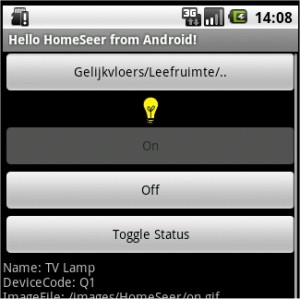 3G
14:08
Hello HomeSeer from Android!
Gelijkvloers/Leefruimte/..
On
Off
Toggle Status
Name: TV Lamp
DeviceCode: Q1
ImageFile: /images/HomeSeer/on.gif